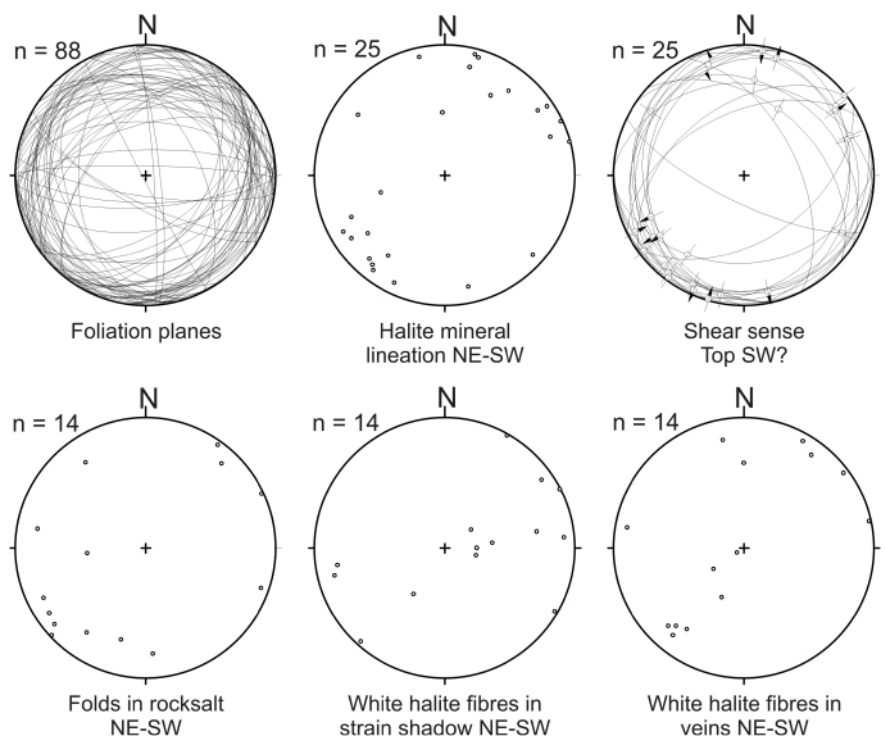 N N N
n = 88 n = 25 n = 25
Foliation planes
Halite mineral
lineation NE-SW
Shear sense
Top SW?
N N N
n = 14 n = 14 n = 14
Folds in rocksalt
NE-SW
White halite fibres in
strain shadow NE-SW
White halite fibres in
veins NE-SW